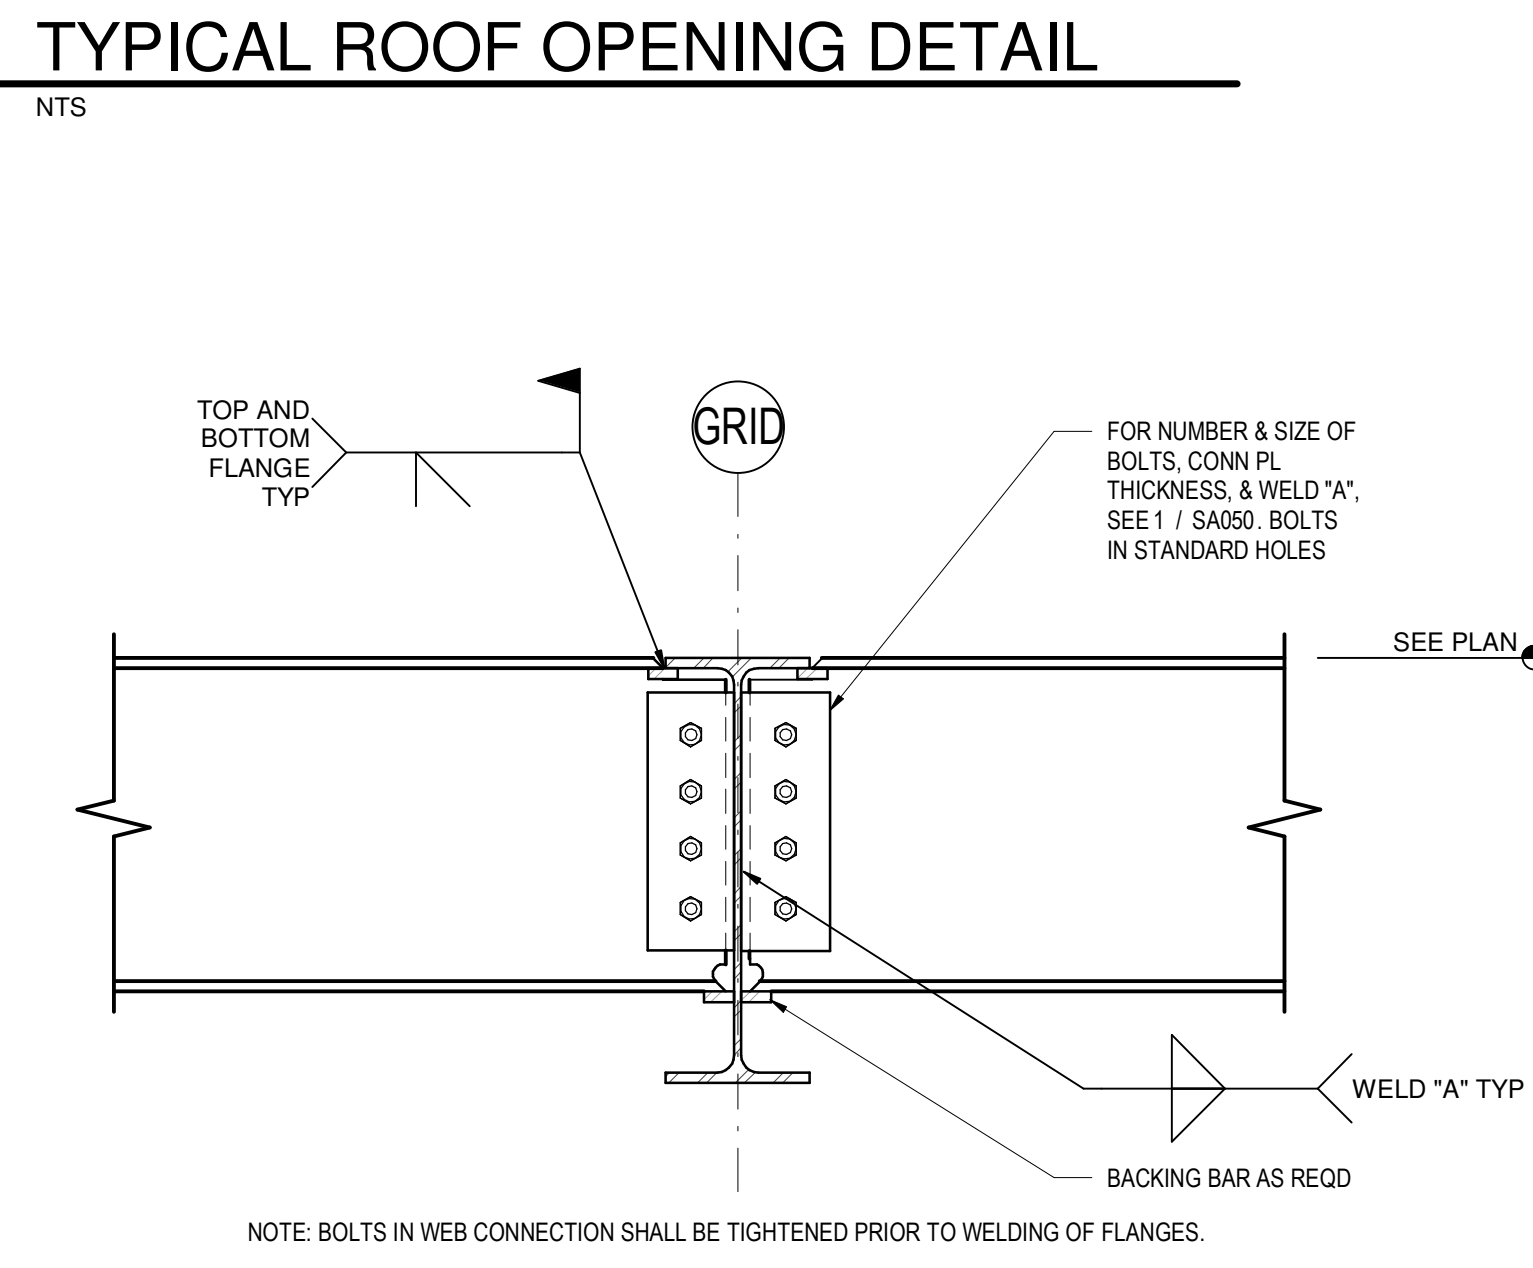 TYPICAL ROOF OPENING DETAIL
NTS
TOP AND
BOTTOM
FLANGE
TYP
GRID
FOR NUMBER & SIZE OF
BOLTS, CONN PL
THICKNESS, & WELD "A",
SEE 1 / SA050. BOLTS
IN STANDARD HOLES
SEE PLAN
WELD "A" TYP
BACKING BAR AS REQD
NOTE: BOLTS IN WEB CONNECTION SHALL BE TIGHTENED PRIOR TO WELDING OF FLANGES.